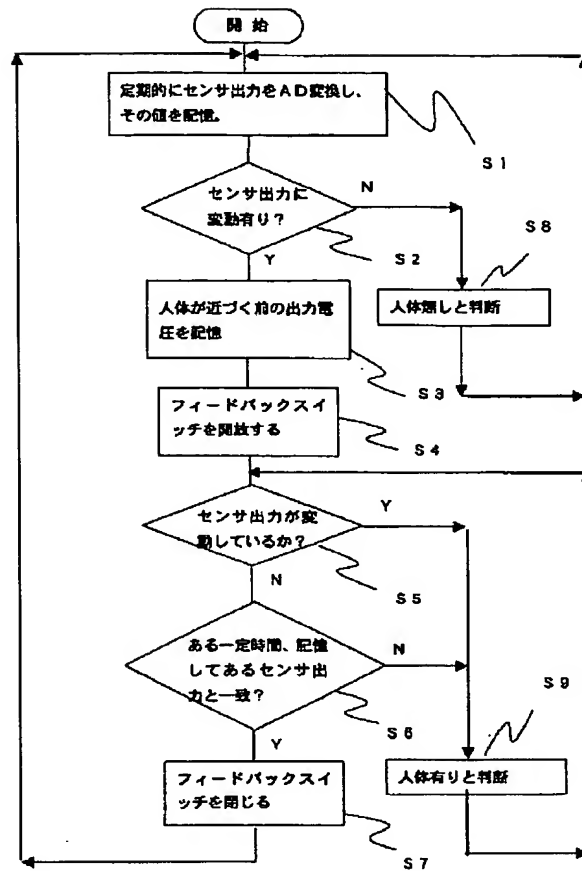 開 始
定期的にセンサ出力をAD変換し、
その値を記憶。
S1
センサ出力に
変動有り？
N
S2
Y
S8
人体無しと判断
人体が近づく前の出力電
圧を記憶
S3
フィードバックスイ
ッチを開放する
S4
センサ出力が変
動しているか？
Y
S5
N
ある一定時間、記憶
してあるセンサ出
力と一致？
N
S6
S9
Y
人体有りと判断
フィードバックスイ
ッチを閉じる
S7